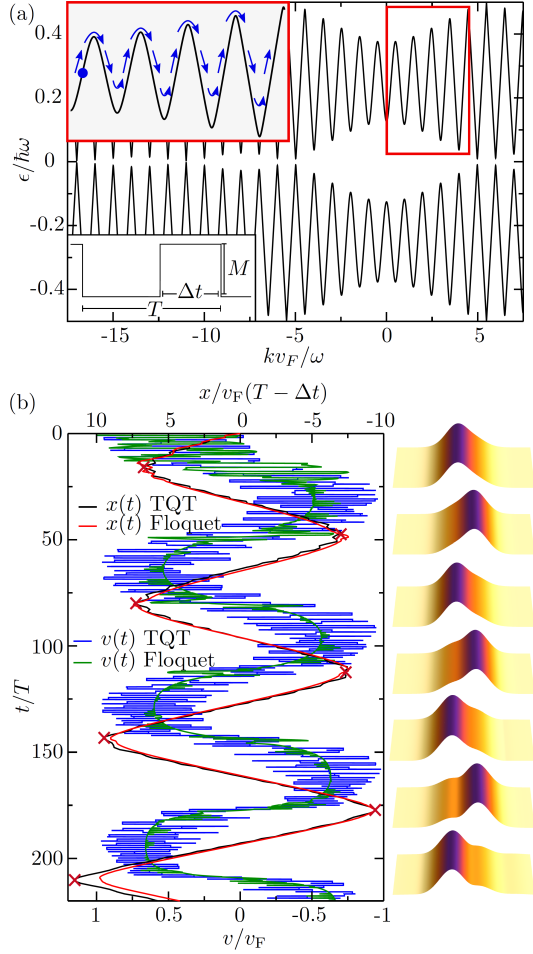 (a)
ϵ/ħω
0.4
0.2
0
-0.2
-0.4
M
Δt
T
-15
-10
-5
0
5
kv_F/ω
(b)
x/v_F(T − Δt)
10
5
0
-5
-10
0
50
100
150
200
t/T
x(t) TQT
x(t) Floquet
v(t) TQT
v(t) Floquet
1
0.5
0
-0.5
-1
v/v_F